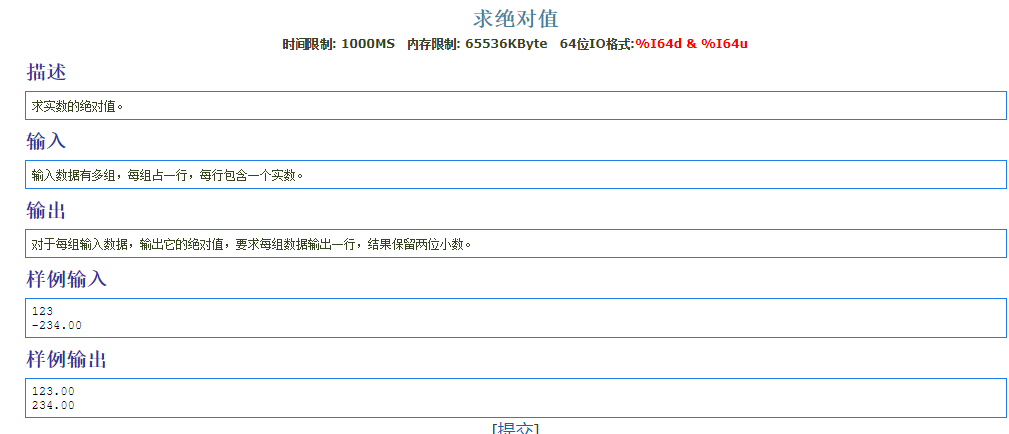 求绝对值
时间限制: 1000MS   内存限制: 65536KByte   64位IO格式:%I64d & %I64u
描述
求实数的绝对值。
输入
输入数据有多组，每组占一行，每行包含一个实数。
输出
对于每组输入数据，输出它的绝对值，要求每组数据输出一行，结果保留两位小数。
样例输入
123
-234.00
样例输出
123.00
234.00
[提交]